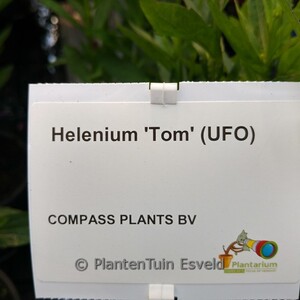 Helenium 'Tom' (UFO)
COMPASS PLANTS BV
Plantarium
© PlantenTuin Esveld